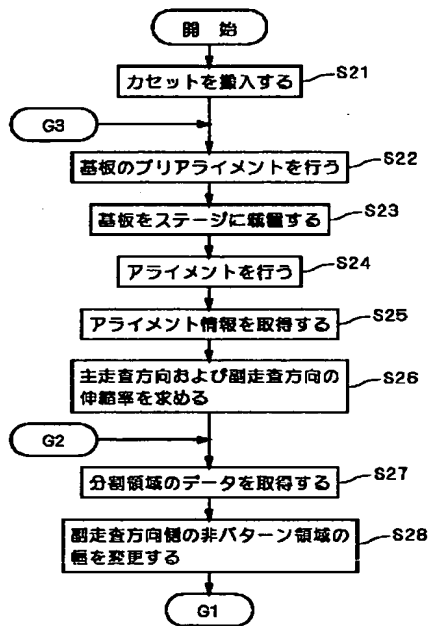 開 始
カセットを搬入する
S21
G3
基板のプリアライメントを行う
S22
基板をステージに載置する
S23
アライメントを行う
S24
アライメント情報を取得する
S25
主走査方向および副走査方向の
伸縮率を求める
S26
G2
分割領域のデータを取得する
S27
副走査方向側の非パターン領域の
幅を変更する
S28
G1